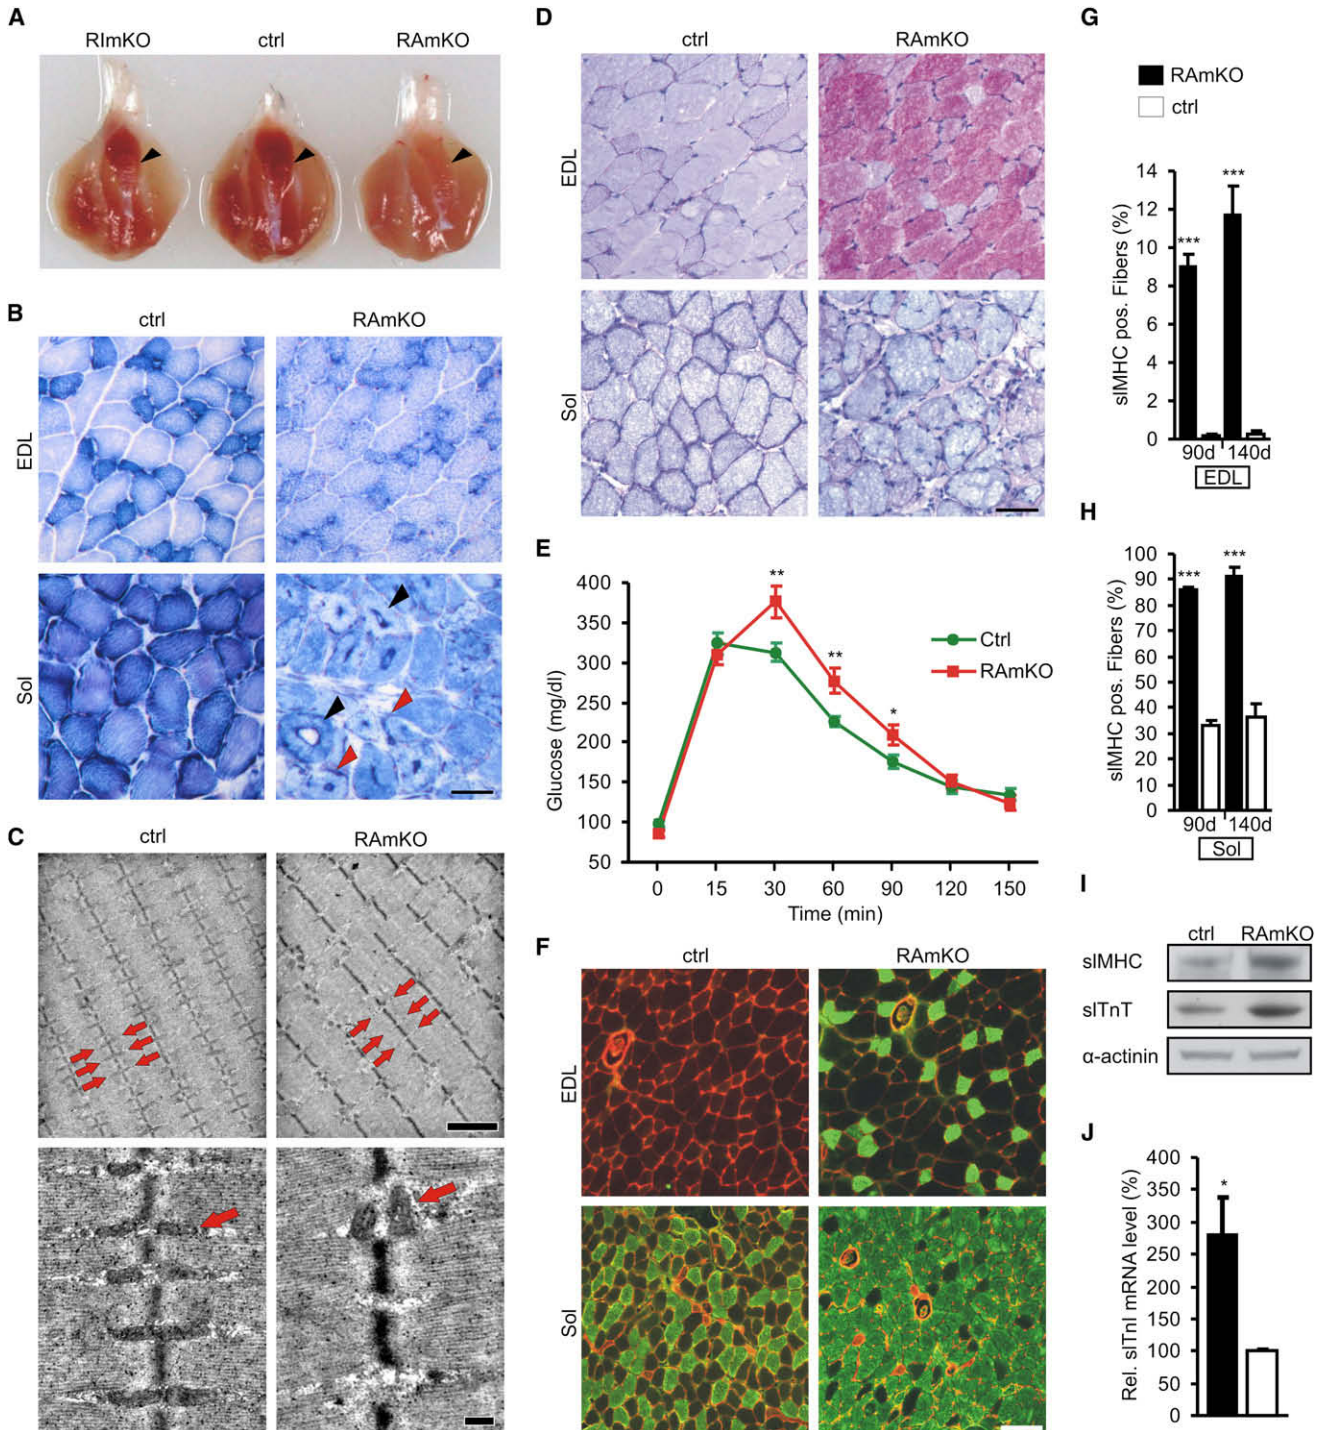 A
RImKO ctrl RAmKO
B
ctrl RAmKO
EDL
Sol
C
ctrl RAmKO
D
ctrl RAmKO
EDL
Sol
E
400
350
300
250
200
150
100
50
Glucose (mg/dl)
** ** *
Ctrl
RAmKO
0 15 30 60 90 120 150
Time (min)
F
ctrl RAmKO
EDL
Sol
G
RAmKO
ctrl
slMHC pos. Fibers (%)
14
12
10
8
6
4
2
0
*** ***
90d 140d
EDL
H
slMHC pos. Fibers (%)
100
90
80
70
60
50
40
30
20
10
0
*** ***
90d 140d
Sol
I
ctrl RAmKO
slMHC
slTnT
α-actinin
J
Rel. slTnI mRNA level (%)
400
350
300
250
200
150
100
50
0
*